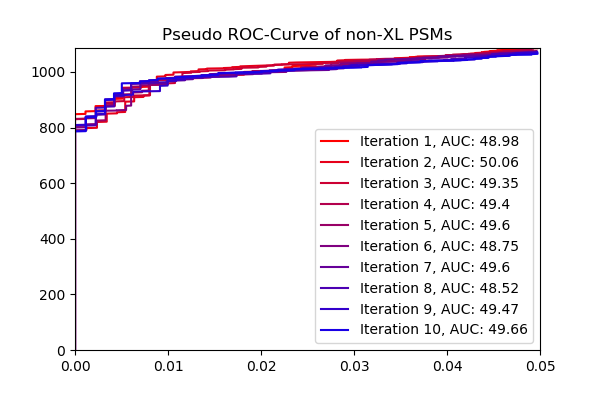 Pseudo ROC-Curve of non-XL PSMs
1000
800
600
400
200
0
Iteration 1, AUC: 48.98
Iteration 2, AUC: 50.06
Iteration 3, AUC: 49.35
Iteration 4, AUC: 49.4
Iteration 5, AUC: 49.6
Iteration 6, AUC: 48.75
Iteration 7, AUC: 49.6
Iteration 8, AUC: 48.52
Iteration 9, AUC: 49.47
Iteration 10, AUC: 49.66
0.00 0.01 0.02 0.03 0.04 0.05